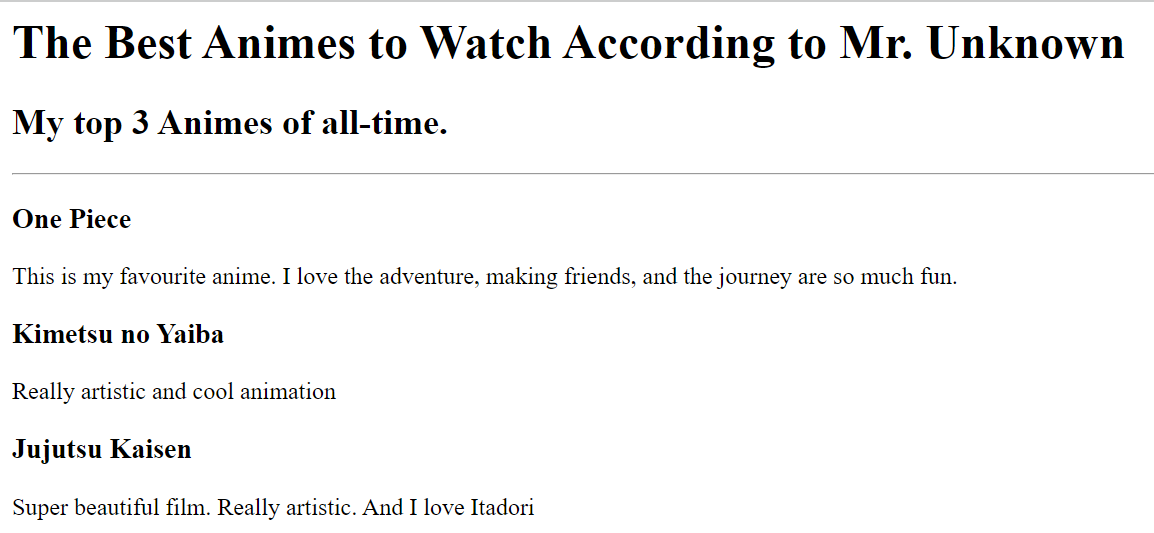 The Best Animes to Watch According to Mr. Unknown
My top 3 Animes of all-time.
One Piece
This is my favourite anime. I love the adventure, making friends, and the journey are so much fun.
Kimetsu no Yaiba
Really artistic and cool animation
Jujutsu Kaisen
Super beautiful film. Really artistic. And I love Itadori